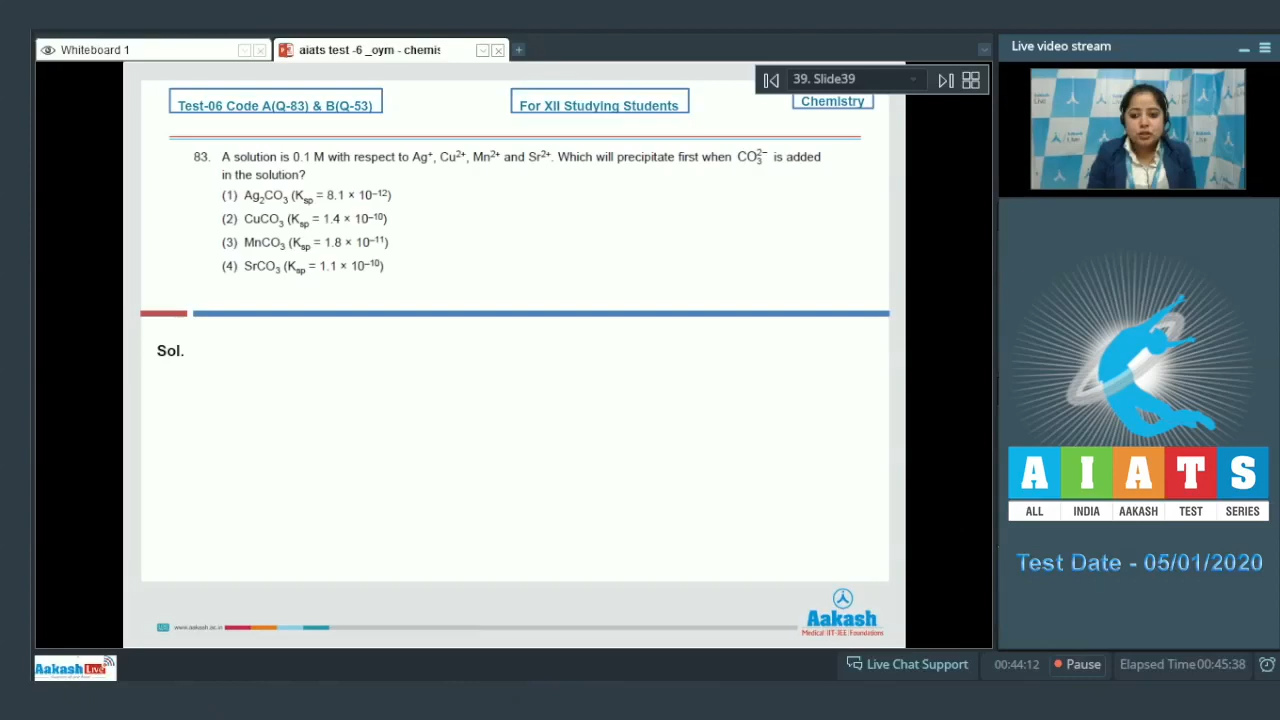 Whiteboard 1
aiats test -6 _oym - chemis
Live video stream
39. Slide39
Test-06 Code A(Q-83) & B(Q-53)
For XII Studying Students
Chemistry
83. A solution is 0.1 M with respect to Ag⁺, Cu²⁺, Mn²⁺ and Sr²⁺. Which will precipitate first when CO₃²⁻ is added
in the solution?
(1) Ag₂CO₃ (Kₛₚ = 8.1 × 10⁻¹²)
(2) CuCO₃ (Kₛₚ = 1.4 × 10⁻¹⁰)
(3) MnCO₃ (Kₛₚ = 1.8 × 10⁻¹¹)
(4) SrCO₃ (Kₛₚ = 1.1 × 10⁻¹⁰)
Sol.
A I A T S
ALL INDIA AAKASH TEST SERIES
Test Date - 05/01/2020
www.aakash.ac.in
Aakash
Medical|IIT-JEE|Foundations
Aakash Live
Live Chat Support
00:44:12
Pause
Elapsed Time 00:45:38